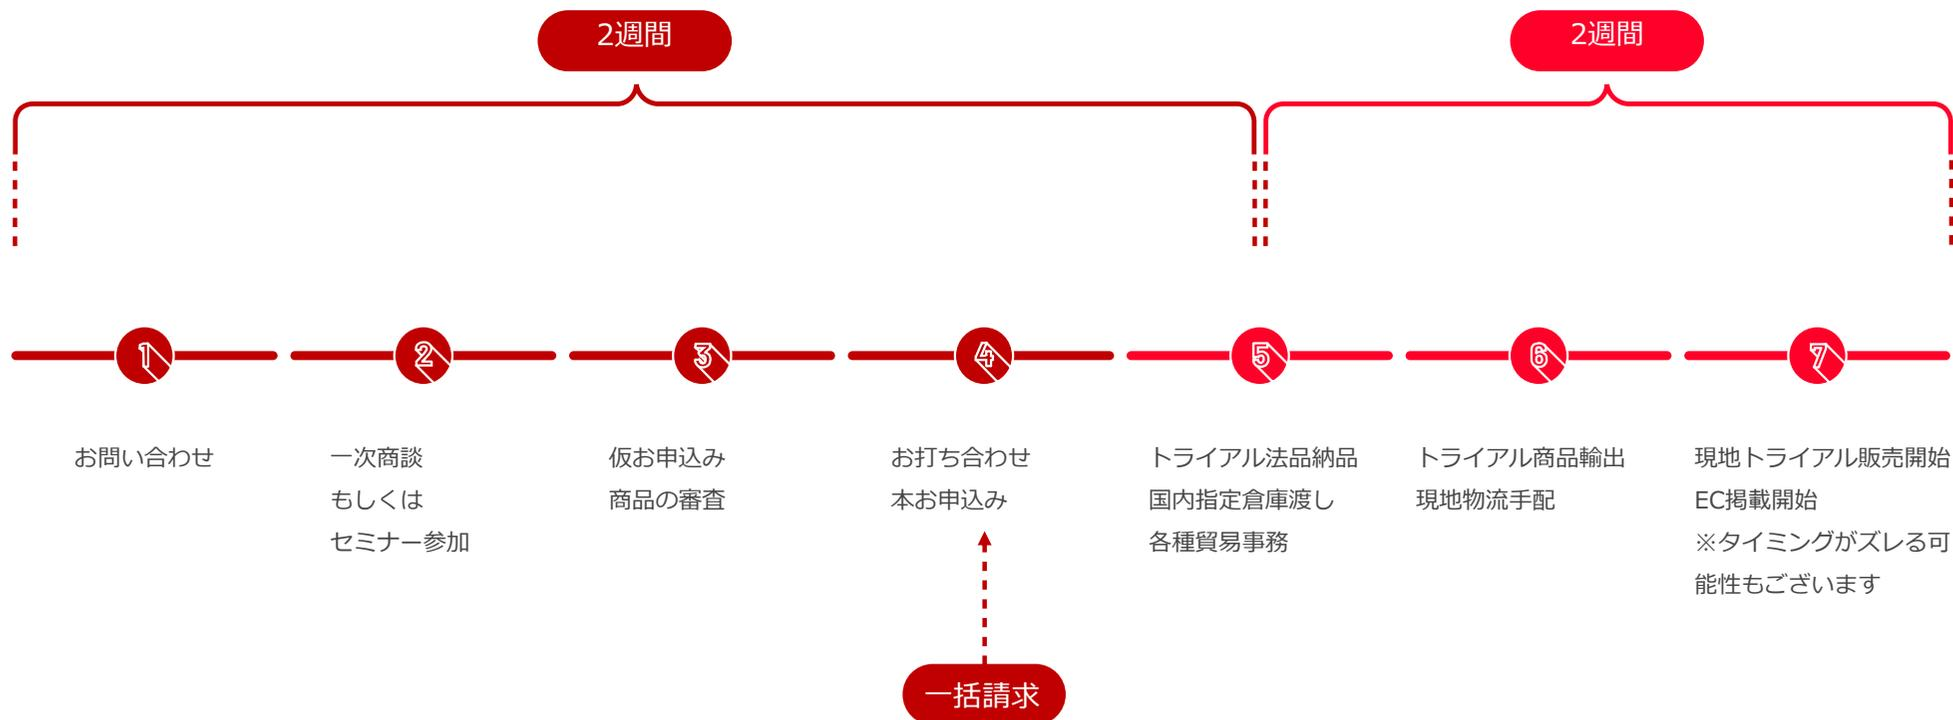 2週間
2週間
1
2
3
4
5
6
7
お問い合わせ
一次商談
もしくは
セミナー参加
仮お申込み
商品の審査
お打ち合わせ
本お申込み
トライアル法品納品
国内指定倉庫渡し
各種貿易事務
トライアル商品輸出
現地物流手配
現地トライアル販売開始
EC掲載開始
※タイミングがズレる可
能性もございます
一括請求